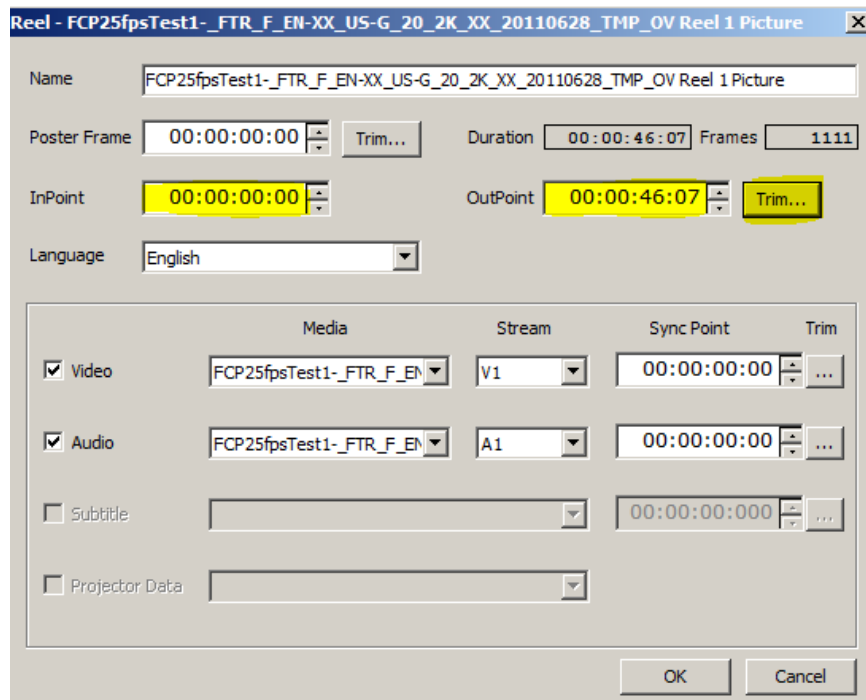 Reel - FCP25fpsTest1-_FTR_F_EN-XX_US-G_20_2K_XX_20110628_TMP_OV Reel 1 Picture
Name FCP25fpsTest1-_FTR_F_EN-XX_US-G_20_2K_XX_20110628_TMP_OV Reel 1 Picture
Poster Frame 00:00:00:00 Trim... Duration 00:00:46:07 Frames 1111
InPoint 00:00:00:00 OutPoint 00:00:46:07 Trim...
Language English
Media Stream Sync Point Trim
Video FCP25fpsTest1-_FTR_F_EN V1 00:00:00:00 ...
Audio FCP25fpsTest1-_FTR_F_EN A1 00:00:00:00 ...
Subtitle 00:00:00:000 ...
Projector Data
OK Cancel